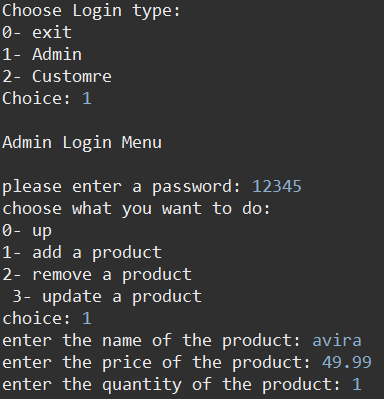 Choose Login type:
0- exit
1- Admin
2- Customre
Choice: 1

Admin Login Menu

please enter a password: 12345
choose what you want to do:
0- up
1- add a product
2- remove a product
 3- update a product
choice: 1
enter the name of the product: avira
enter the price of the product: 49.99
enter the quantity of the product: 1